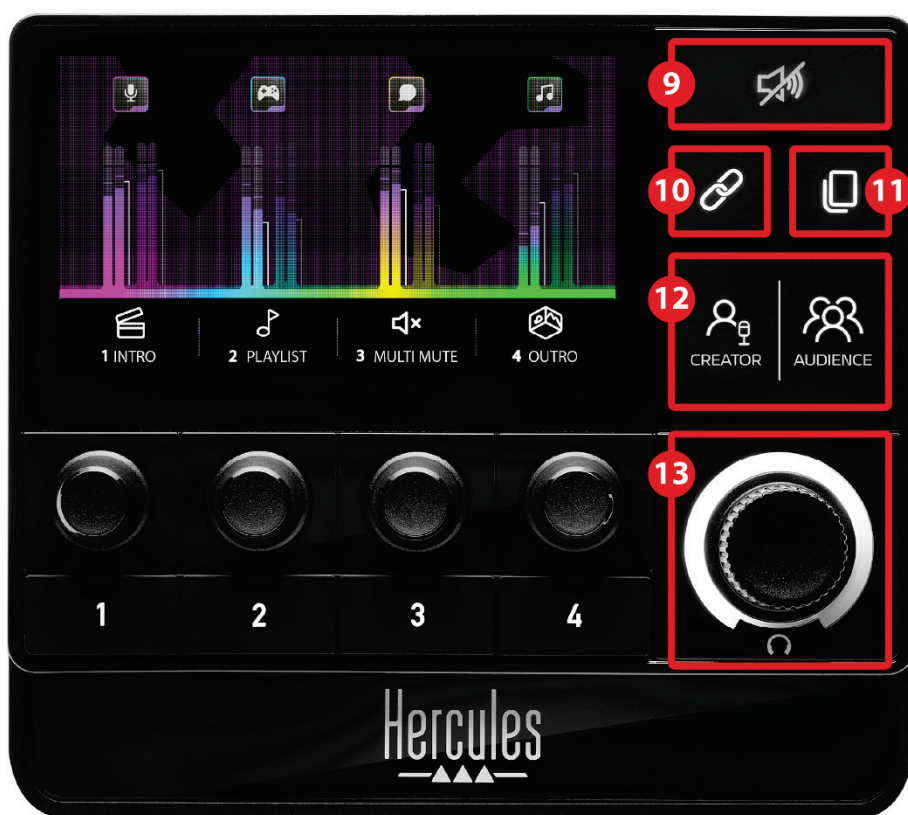 9
10
11
1 INTRO
2 PLAYLIST
3 MULTI MUTE
4 OUTRO
12
CREATOR
AUDIENCE
13
1
2
3
4
Hercules